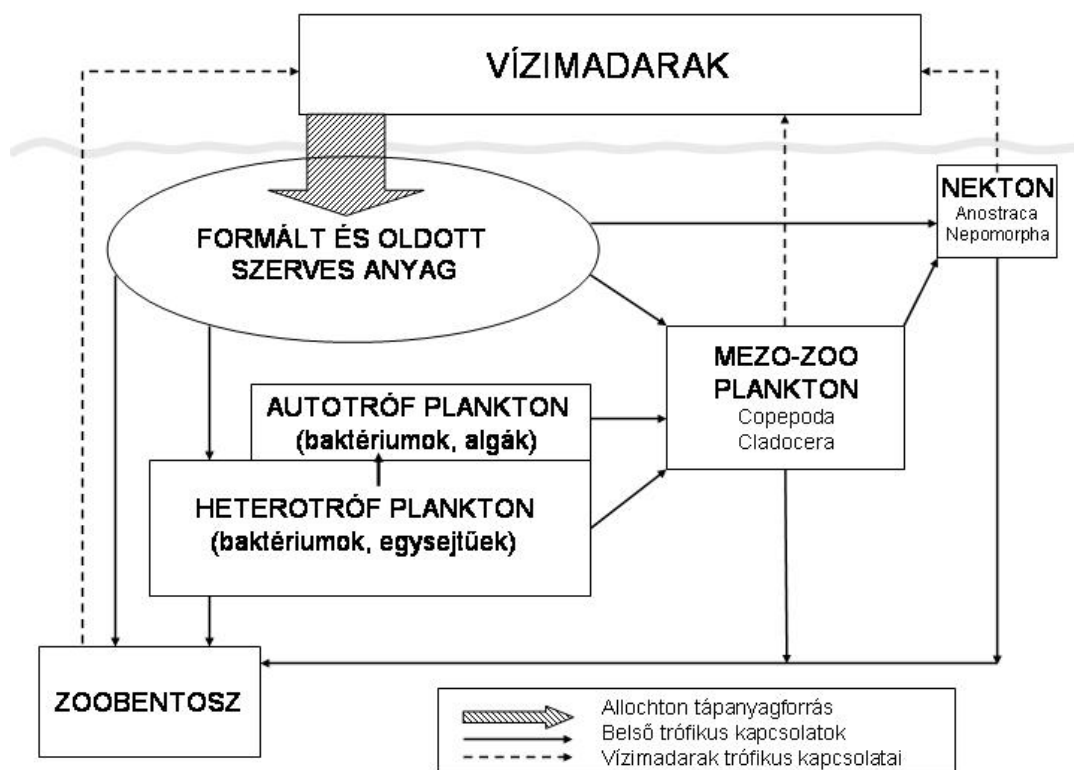 VÍZIMADARAK
NEKTON
Anostraca
Nepomorpha
FORMÁLT ÉS OLDOTT
SZERVES ANYAG
MEZO-ZOO
PLANKTON
Copepoda
Cladocera
AUTOTRÓF PLANKTON
(baktériumok, algák)
HETEROTRÓF PLANKTON
(baktériumok, egysejtűek)
ZOOBENTOSZ
Allochton tápanyagforrás
Belső trófikus kapcsolatok
Vízimadarak trófikus kapcsolatai